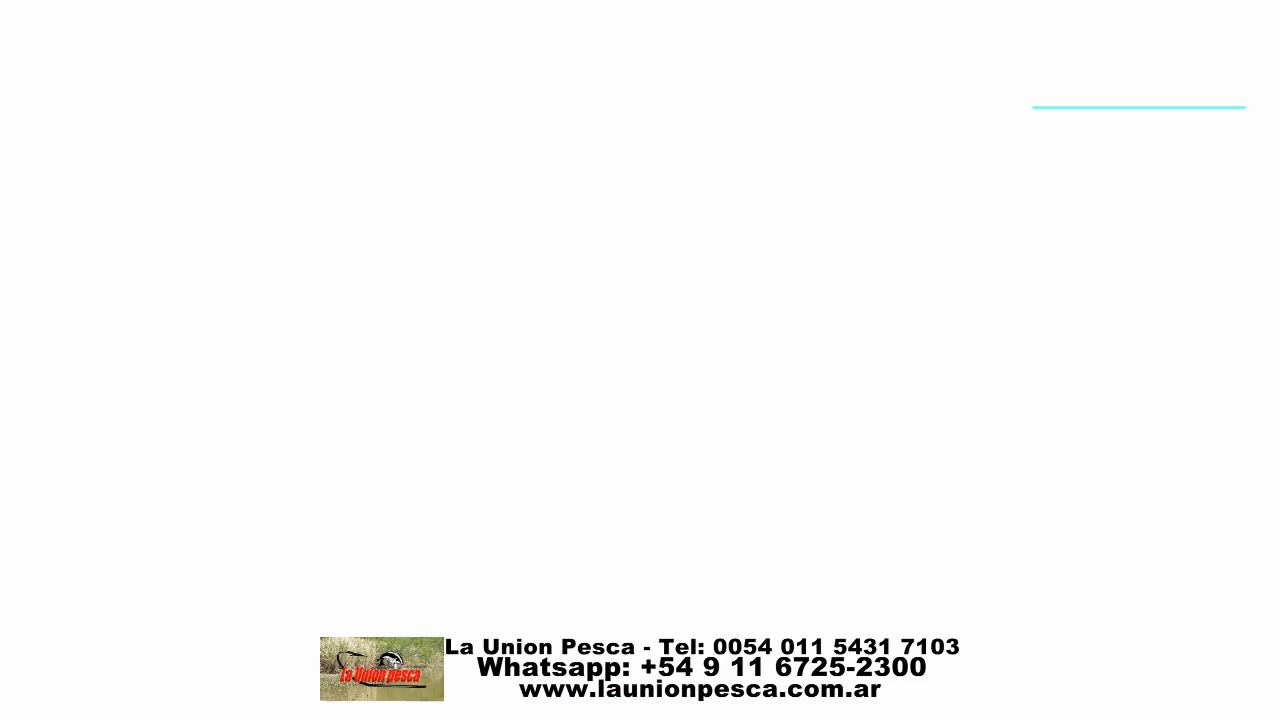 La Union Pesca - Tel: 0054 011 5431 7103
Whatsapp: +54 9 11 6725-2300
www.launionpesca.com.ar
La Union pesca